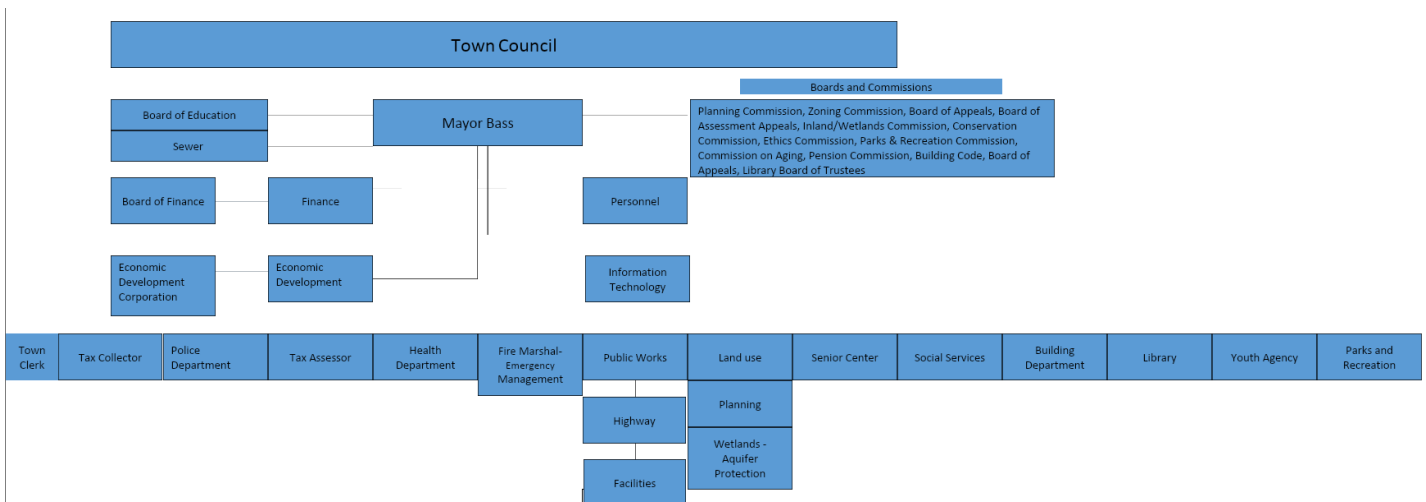 Town Council
Boards and Commissions
Board of Education
Sewer
Mayor Bass
Planning Commission, Zoning Commission, Board of Appeals, Board of
Assessment Appeals, Inland/Wetlands Commission, Conservation
Commission, Ethics Commission, Parks & Recreation Commission,
Commission on Aging, Pension Commission, Building Code, Board of
Appeals, Library Board of Trustees
Board of Finance
Finance
Personnel
Economic
Development
Corporation
Economic
Development
Information
Technology
Town
Clerk
Tax Collector
Police
Department
Tax Assessor
Health
Department
Fire Marshal-
Emergency
Management
Public Works
Land use
Senior Center
Social Services
Building
Department
Library
Youth Agency
Parks and
Recreation
Highway
Facilities
Planning
Wetlands -
Aquifer
Protection